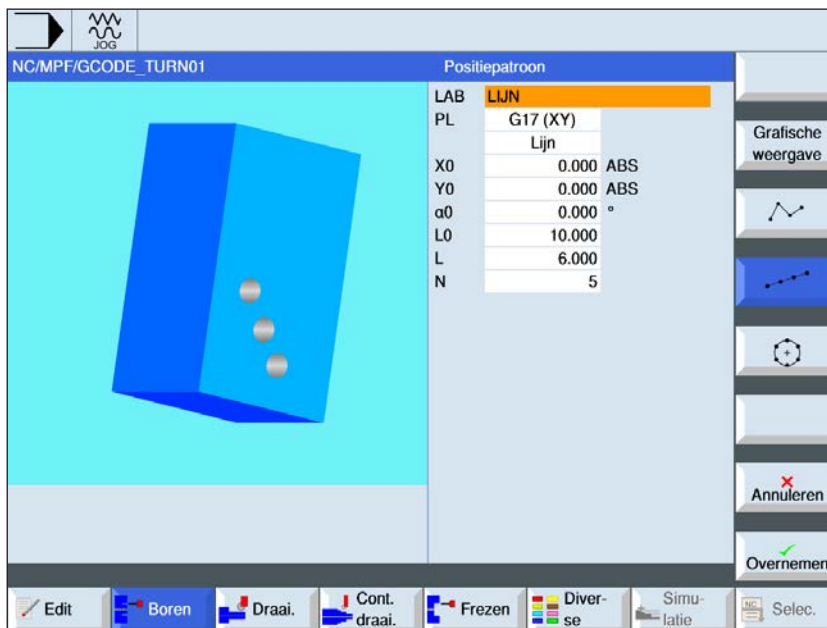 JOG
NC/MPF/GCODE_TURN01
Positiepatroon
LAB LIJN
PL G17 (XY)
Lijn
X0 0.000 ABS
Y0 0.000 ABS
α0 0.000 °
L0 10.000
L 6.000
N 5
Grafische
weergave
Annuleren
Overnemen
Edit
Boren
Draai.
Cont.
draai.
Frezen
Diver-
se
Simu-
latie
NC
Selec.